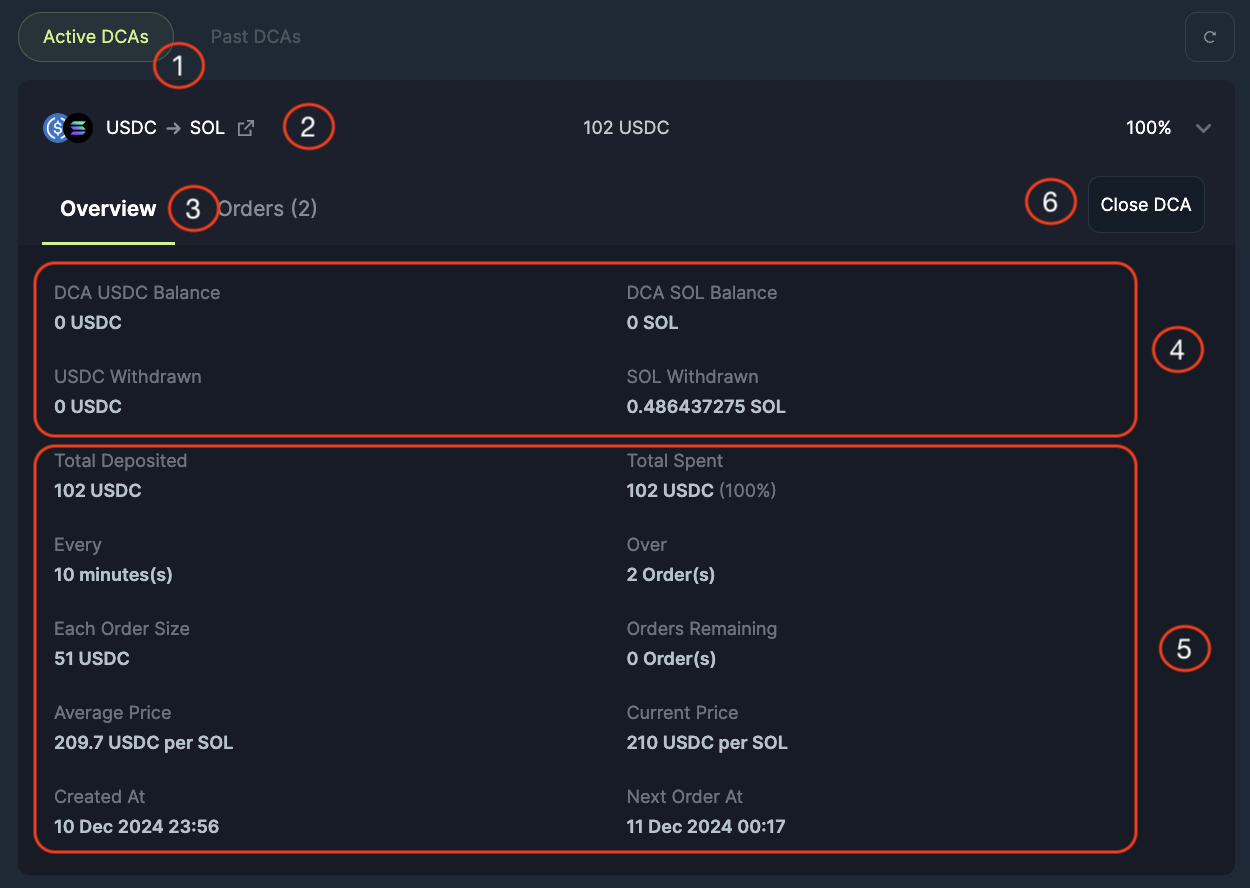 Active DCAs Past DCAs
1
USDC → SOL 2 102 USDC 100%
Overview 3 Orders (2) 6 Close DCA
DCA USDC Balance DCA SOL Balance
0 USDC 0 SOL
4
USDC Withdrawn SOL Withdrawn
0 USDC 0.486437275 SOL
Total Deposited Total Spent
102 USDC 102 USDC (100%)
Every Over
10 minutes(s) 2 Order(s)
Each Order Size Orders Remaining
5
51 USDC 0 Order(s)
Average Price Current Price
209.7 USDC per SOL 210 USDC per SOL
Created At Next Order At
10 Dec 2024 23:56 11 Dec 2024 00:17